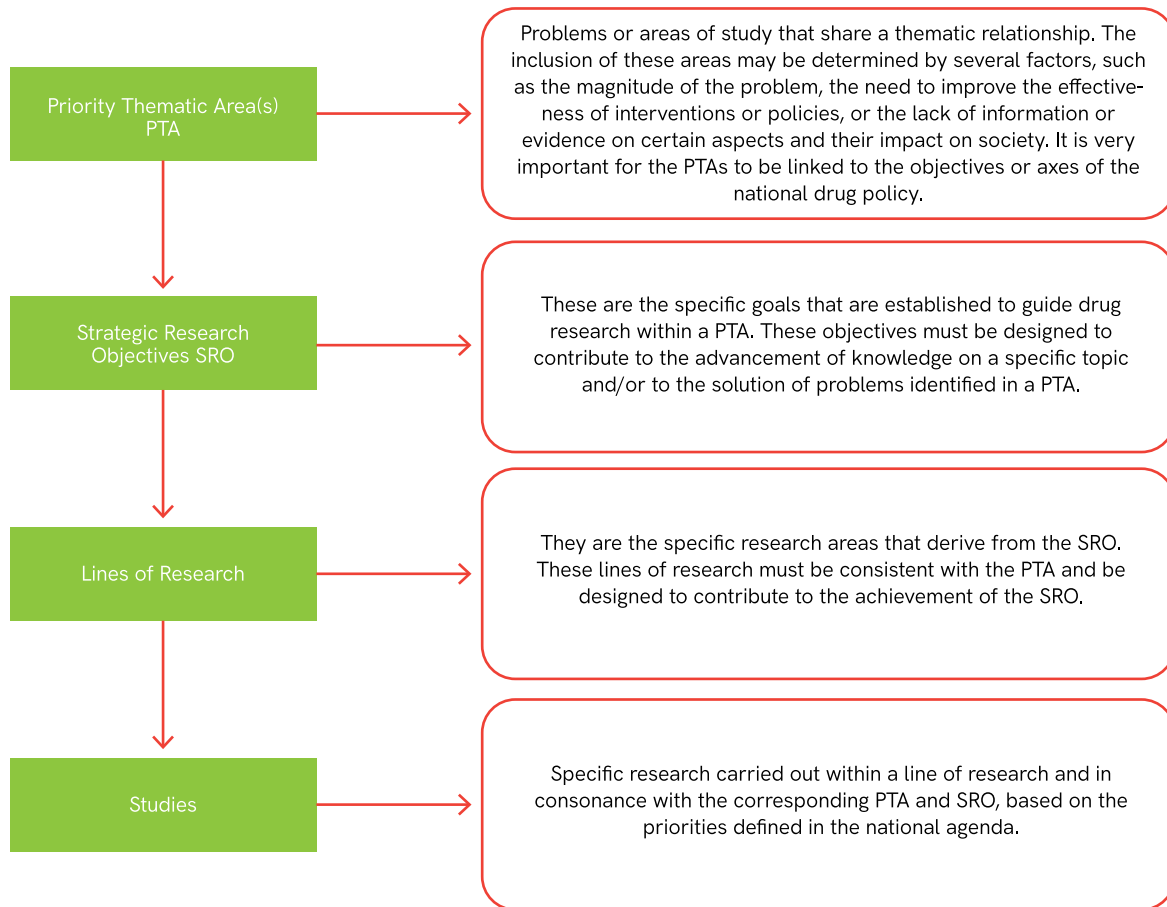 Priority Thematic Area(s)
PTA
Problems or areas of study that share a thematic relationship. The
inclusion of these areas may be determined by several factors, such
as the magnitude of the problem, the need to improve the effective-
ness of interventions or policies, or the lack of information or
evidence on certain aspects and their impact on society. It is very
important for the PTAs to be linked to the objectives or axes of the
national drug policy.
Strategic Research
Objectives SRO
These are the specific goals that are established to guide drug
research within a PTA. These objectives must be designed to
contribute to the advancement of knowledge on a specific topic
and/or to the solution of problems identified in a PTA.
Lines of Research
They are the specific research areas that derive from the SRO.
These lines of research must be consistent with the PTA and be
designed to contribute to the achievement of the SRO.
Studies
Specific research carried out within a line of research and in
consonance with the corresponding PTA and SRO, based on the
priorities defined in the national agenda.